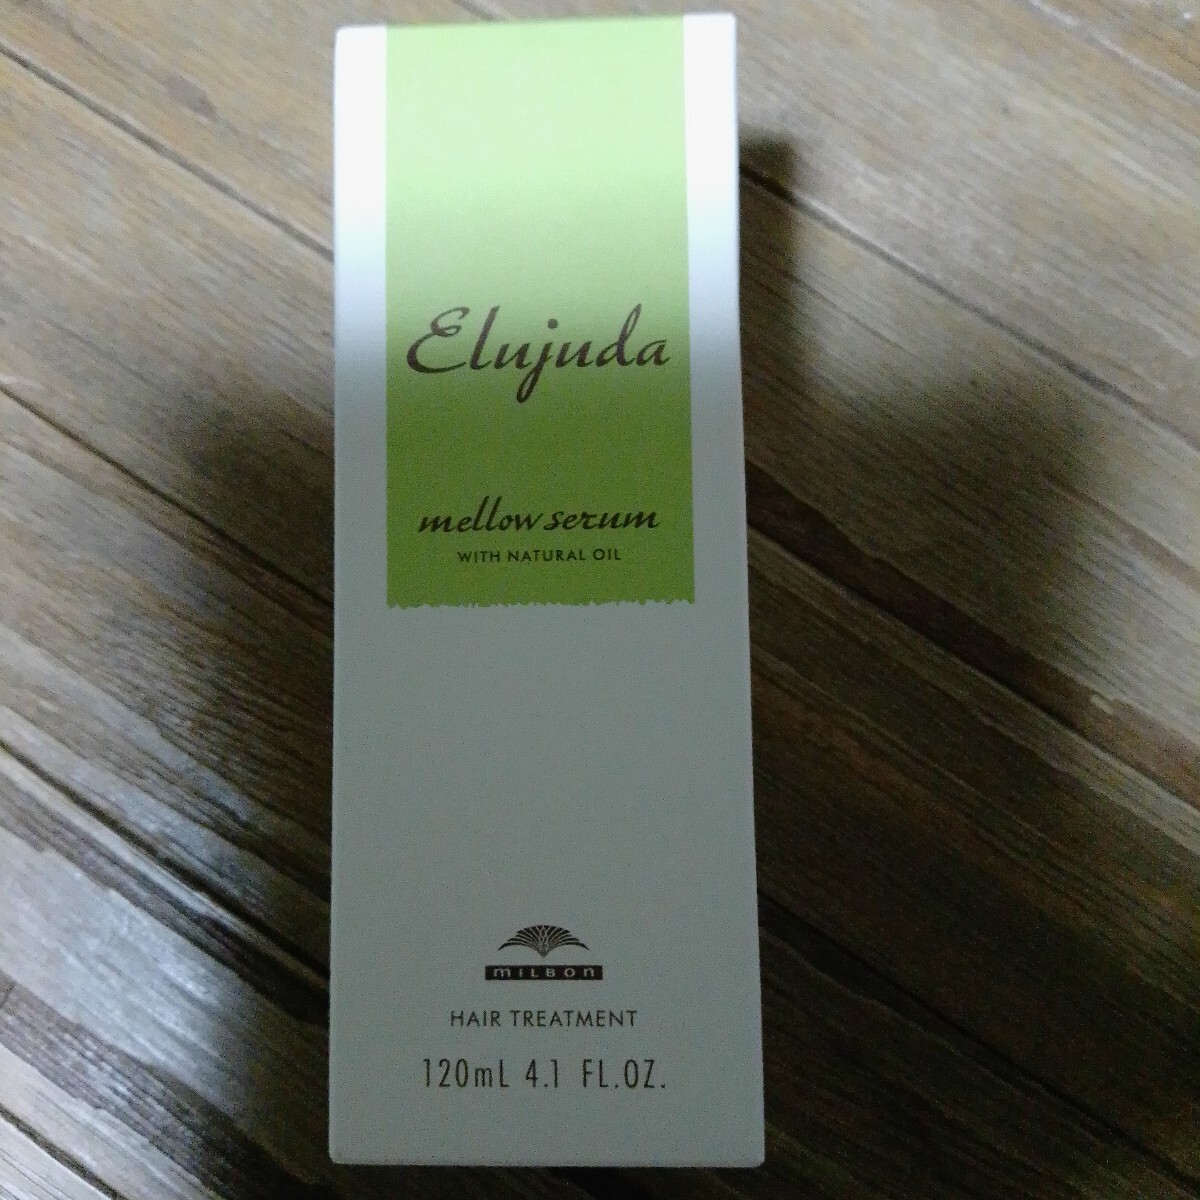 Elujuda
mellow serum
WITH NATURAL OIL
MILBON
HAIR TREATMENT
120mL 4.1 FL.OZ.